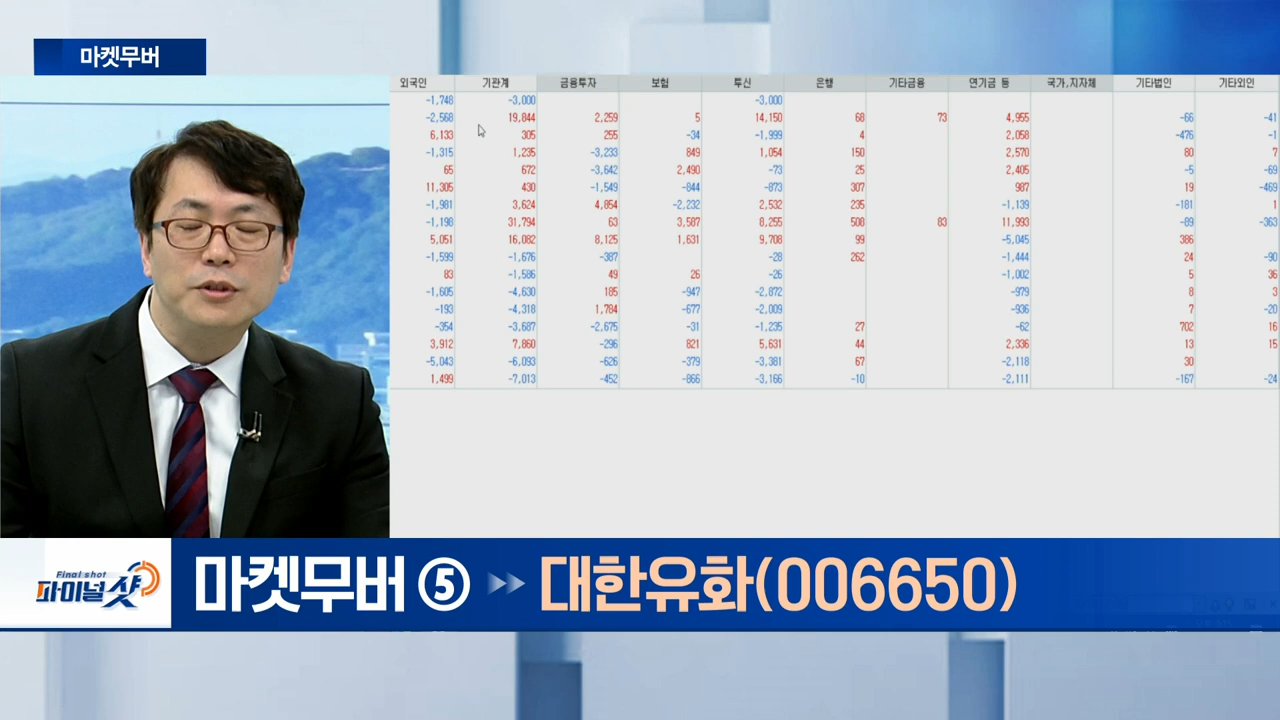 마켓무버
외국인 기관계 금융투자 보험 투신 은행 기타금융 연기금 등 국가,지자체 기타법인 기타외인
-1,748 -3,000 -3,000
-2,568 19,844 2,259 5 14,150 68 73 4,955 -66 -41
6,133 305 255 -34 -1,999 4 2,058 -476 -1
-1,315 1,235 -3,233 849 1,054 150 2,570 80 7
65 672 -3,642 2,490 -73 25 2,405 -5 -69
11,305 430 -1,549 -844 -873 307 987 19 -469
-1,981 3,624 4,854 -2,232 2,532 235 -1,139 -181 1
-1,198 31,794 63 3,587 8,255 508 83 11,993 -89 -363
5,051 16,082 8,125 1,631 9,708 99 -5,045 386
-1,599 -1,676 -387 -28 262 -1,444 24 -90
83 -1,586 49 26 -26 -1,002 5 36
-1,605 -4,630 185 -947 -2,872 -979 8 3
-193 -4,318 1,784 -677 -2,009 -936 7 -20
-354 -3,687 -2,675 -31 -1,235 27 -62 702 16
3,912 7,860 -296 821 5,631 44 2,336 13 15
-5,043 -6,093 -626 -379 -3,381 67 -2,118 30
1,499 -7,013 -452 -866 -3,166 -10 -2,111 -167 -24
Final shot
파이널샷
마켓무버 ⑤ 대한유화(006650)